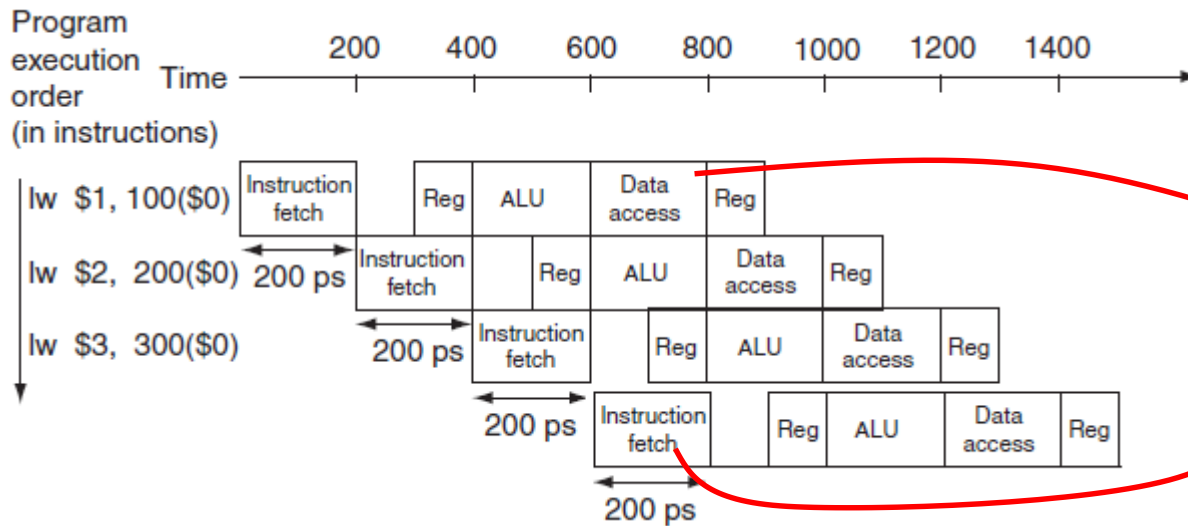 Program
execution
order
(in instructions)
Time
200 400 600 800 1000 1200 1400
lw $1, 100($0)
Instruction
fetch
Reg
ALU
Data
access
Reg
200 ps
lw $2, 200($0)
Instruction
fetch
Reg
ALU
Data
access
Reg
200 ps
lw $3, 300($0)
Instruction
fetch
Reg
ALU
Data
access
Reg
200 ps
Instruction
fetch
Reg
ALU
Data
access
Reg
200 ps